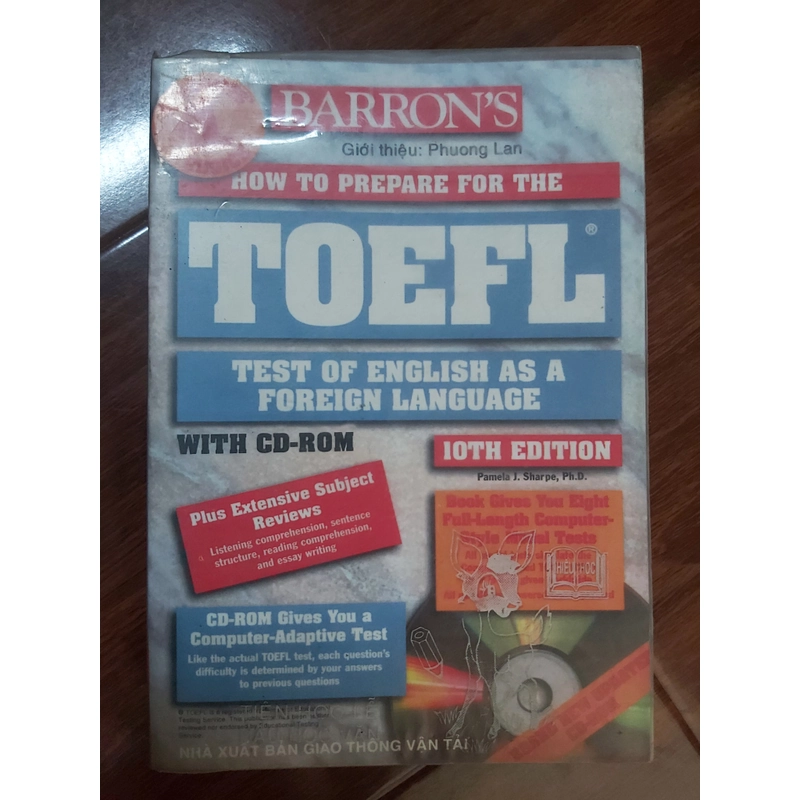 BARRON'S
Giới thiệu: Phuong Lan
HOW TO PREPARE FOR THE
TOEFL®
TEST OF ENGLISH AS A
FOREIGN LANGUAGE
WITH CD-ROM
10TH EDITION
Pamela J. Sharpe, Ph.D.
Plus Extensive Subject
Reviews
Listening comprehension, sentence
structure, reading comprehension,
and essay writing
Book Gives You Eight
Full-Length Computer-
Tests
HIẾU HỌC
CD-ROM Gives You a
Computer-Adaptive Test
Like the actual TOEFL test, each question's
difficulty is determined by your answers
to previous questions
NHÀ XUẤT BẢN GIAO THÔNG VẬN TẢI